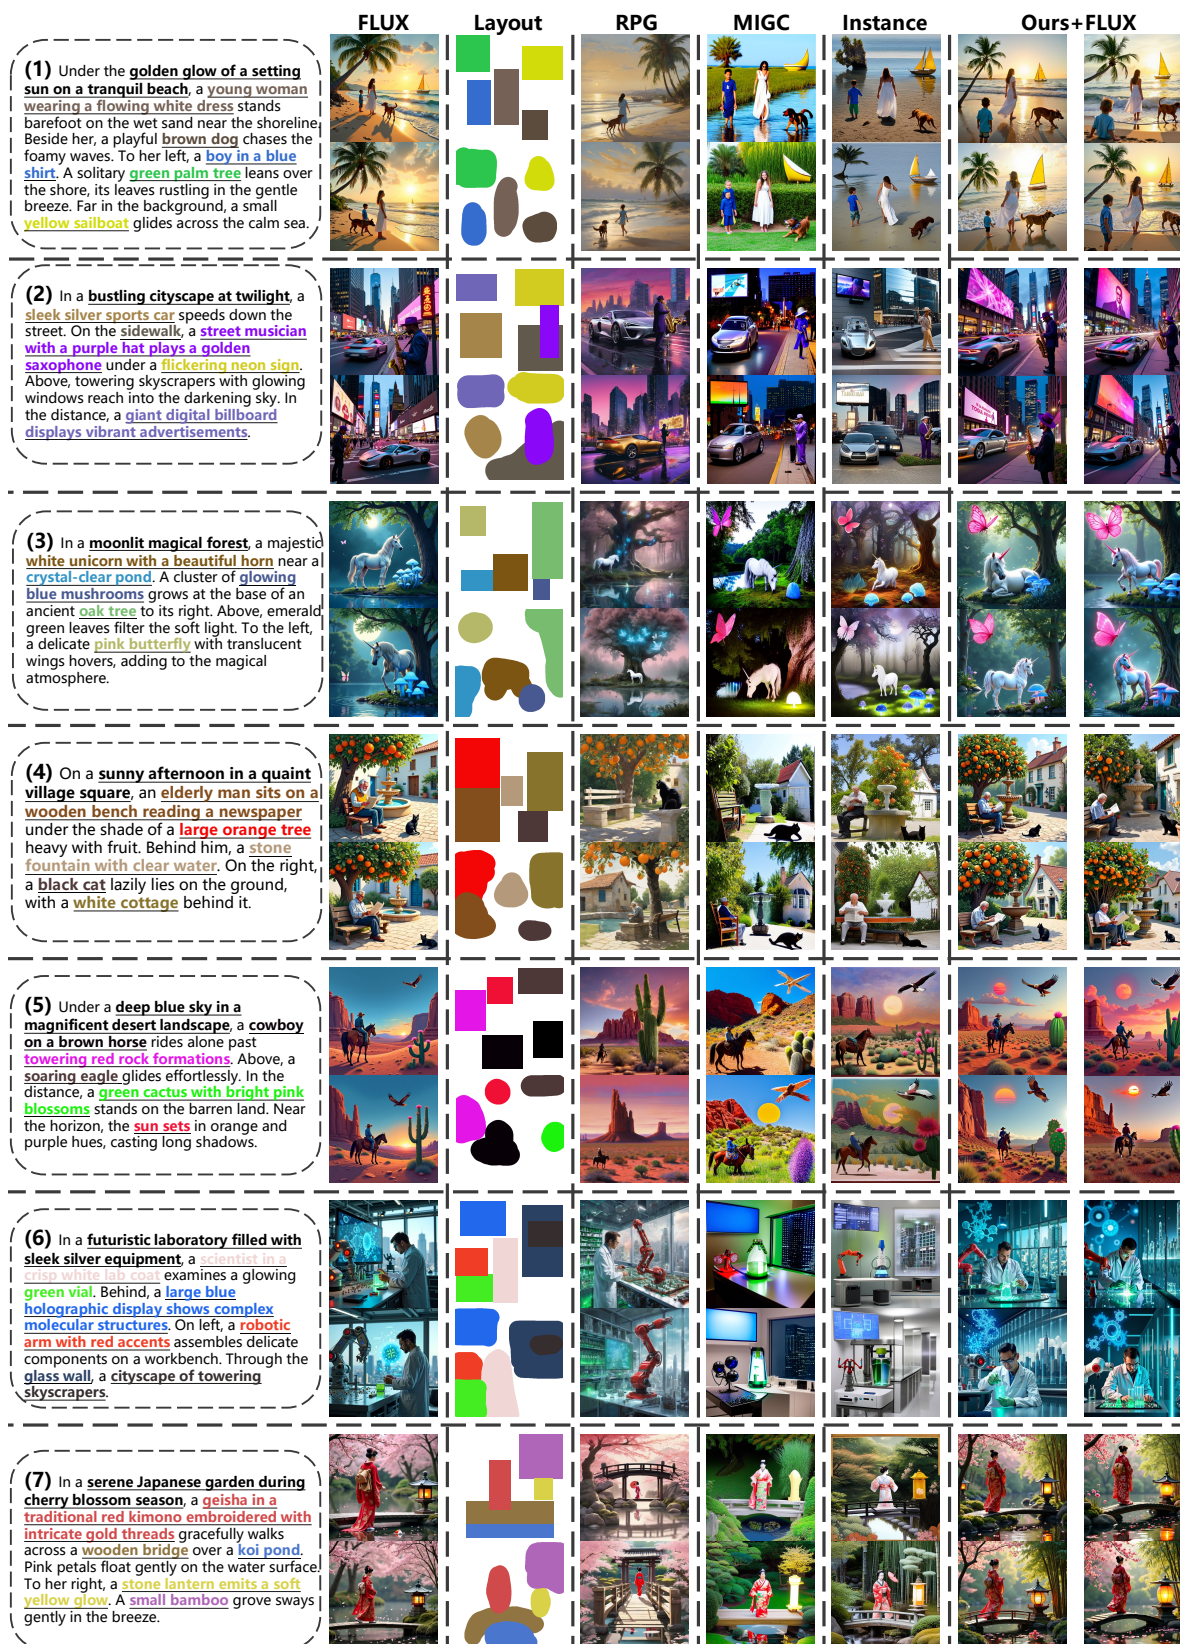 FLUX Layout RPG MIGC Instance Ours+FLUX
(1) Under the golden glow of a setting
sun on a tranquil beach, a young woman
wearing a flowing white dress stands
barefoot on the wet sand near the shoreline.
Beside her, a playful brown dog chases the
foamy waves. To her left, a boy in a blue
shirt. A solitary green palm tree leans over
the shore, its leaves rustling in the gentle
breeze. Far in the background, a small
yellow sailboat glides across the calm sea.
(2) In a bustling cityscape at twilight, a
sleek silver sports car speeds down the
street. On the sidewalk, a street musician
with a purple hat plays a golden
saxophone under a flickering neon sign.
Above, towering skyscrapers with glowing
windows reach into the darkening sky. In
the distance, a giant digital billboard
displays vibrant advertisements.
(3) In a moonlit magical forest, a majestic
white unicorn with a beautiful horn near a
crystal-clear pond. A cluster of glowing
blue mushrooms grows at the base of an
ancient oak tree to its right. Above, emerald
green leaves filter the soft light. To the left,
a delicate pink butterfly with translucent
wings hovers, adding to the magical
atmosphere.
(4) On a sunny afternoon in a quaint
village square, an elderly man sits on a
wooden bench reading a newspaper
under the shade of a large orange tree
heavy with fruit. Behind him, a stone
fountain with clear water. On the right,
a black cat lazily lies on the ground,
with a white cottage behind it.
(5) Under a deep blue sky in a
magnificent desert landscape, a cowboy
on a brown horse rides alone past
towering red rock formations. Above, a
soaring eagle glides effortlessly. In the
distance, a green cactus with bright pink
blossoms stands on the barren land. Near
the horizon, the sun sets in orange and
purple hues, casting long shadows.
(6) In a futuristic laboratory filled with
sleek silver equipment, a scientist in a
crisp white lab coat examines a glowing
green vial. Behind, a large blue
holographic display shows complex
molecular structures. On left, a robotic
arm with red accents assembles delicate
components on a workbench. Through the
glass wall, a cityscape of towering
skyscrapers.
(7) In a serene Japanese garden during
cherry blossom season, a geisha in a
traditional red kimono embroidered with
intricate gold threads gracefully walks
across a wooden bridge over a koi pond.
Pink petals float gently on the water surface.
To her right, a stone lantern emits a soft
yellow glow. A small bamboo grove sways
gently in the breeze.